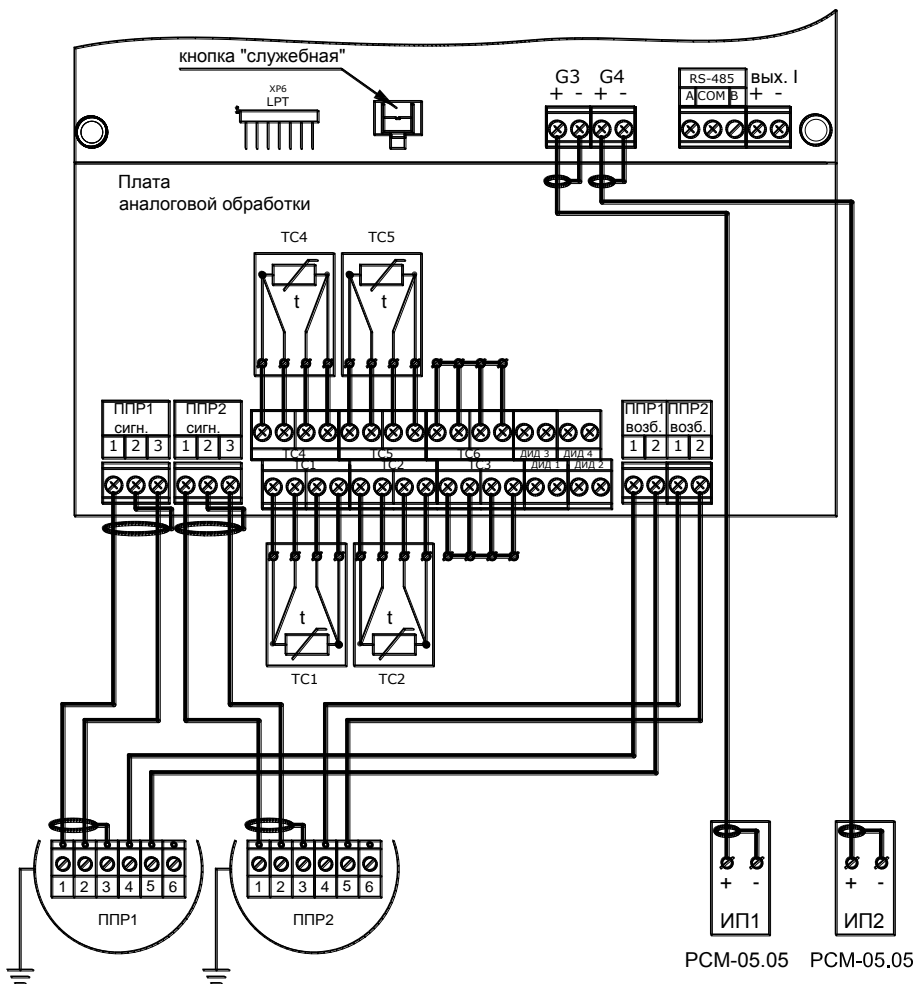 кнопка "служебная"
XP6
LPT
G3 G4
+ - + -
RS-485 вых. I
A COM B + -
Плата
аналоговой обработки
TC4 TC5
t t
ППР1 ППР2
сигн. сигн.
1 2 3 1 2 3
ППР1 ППР2
возб. возб.
1 2 1 2
TC4 TC5 TC6 ДИД 3 ДИД 4
TC1 TC2 TC3 ДИД 1 ДИД 2
t t
TC1 TC2
1 2 3 4 5 6
ППР1
1 2 3 4 5 6
ППР2
+ -
ИП1
+ -
ИП2
РСМ-05.05 РСМ-05.05